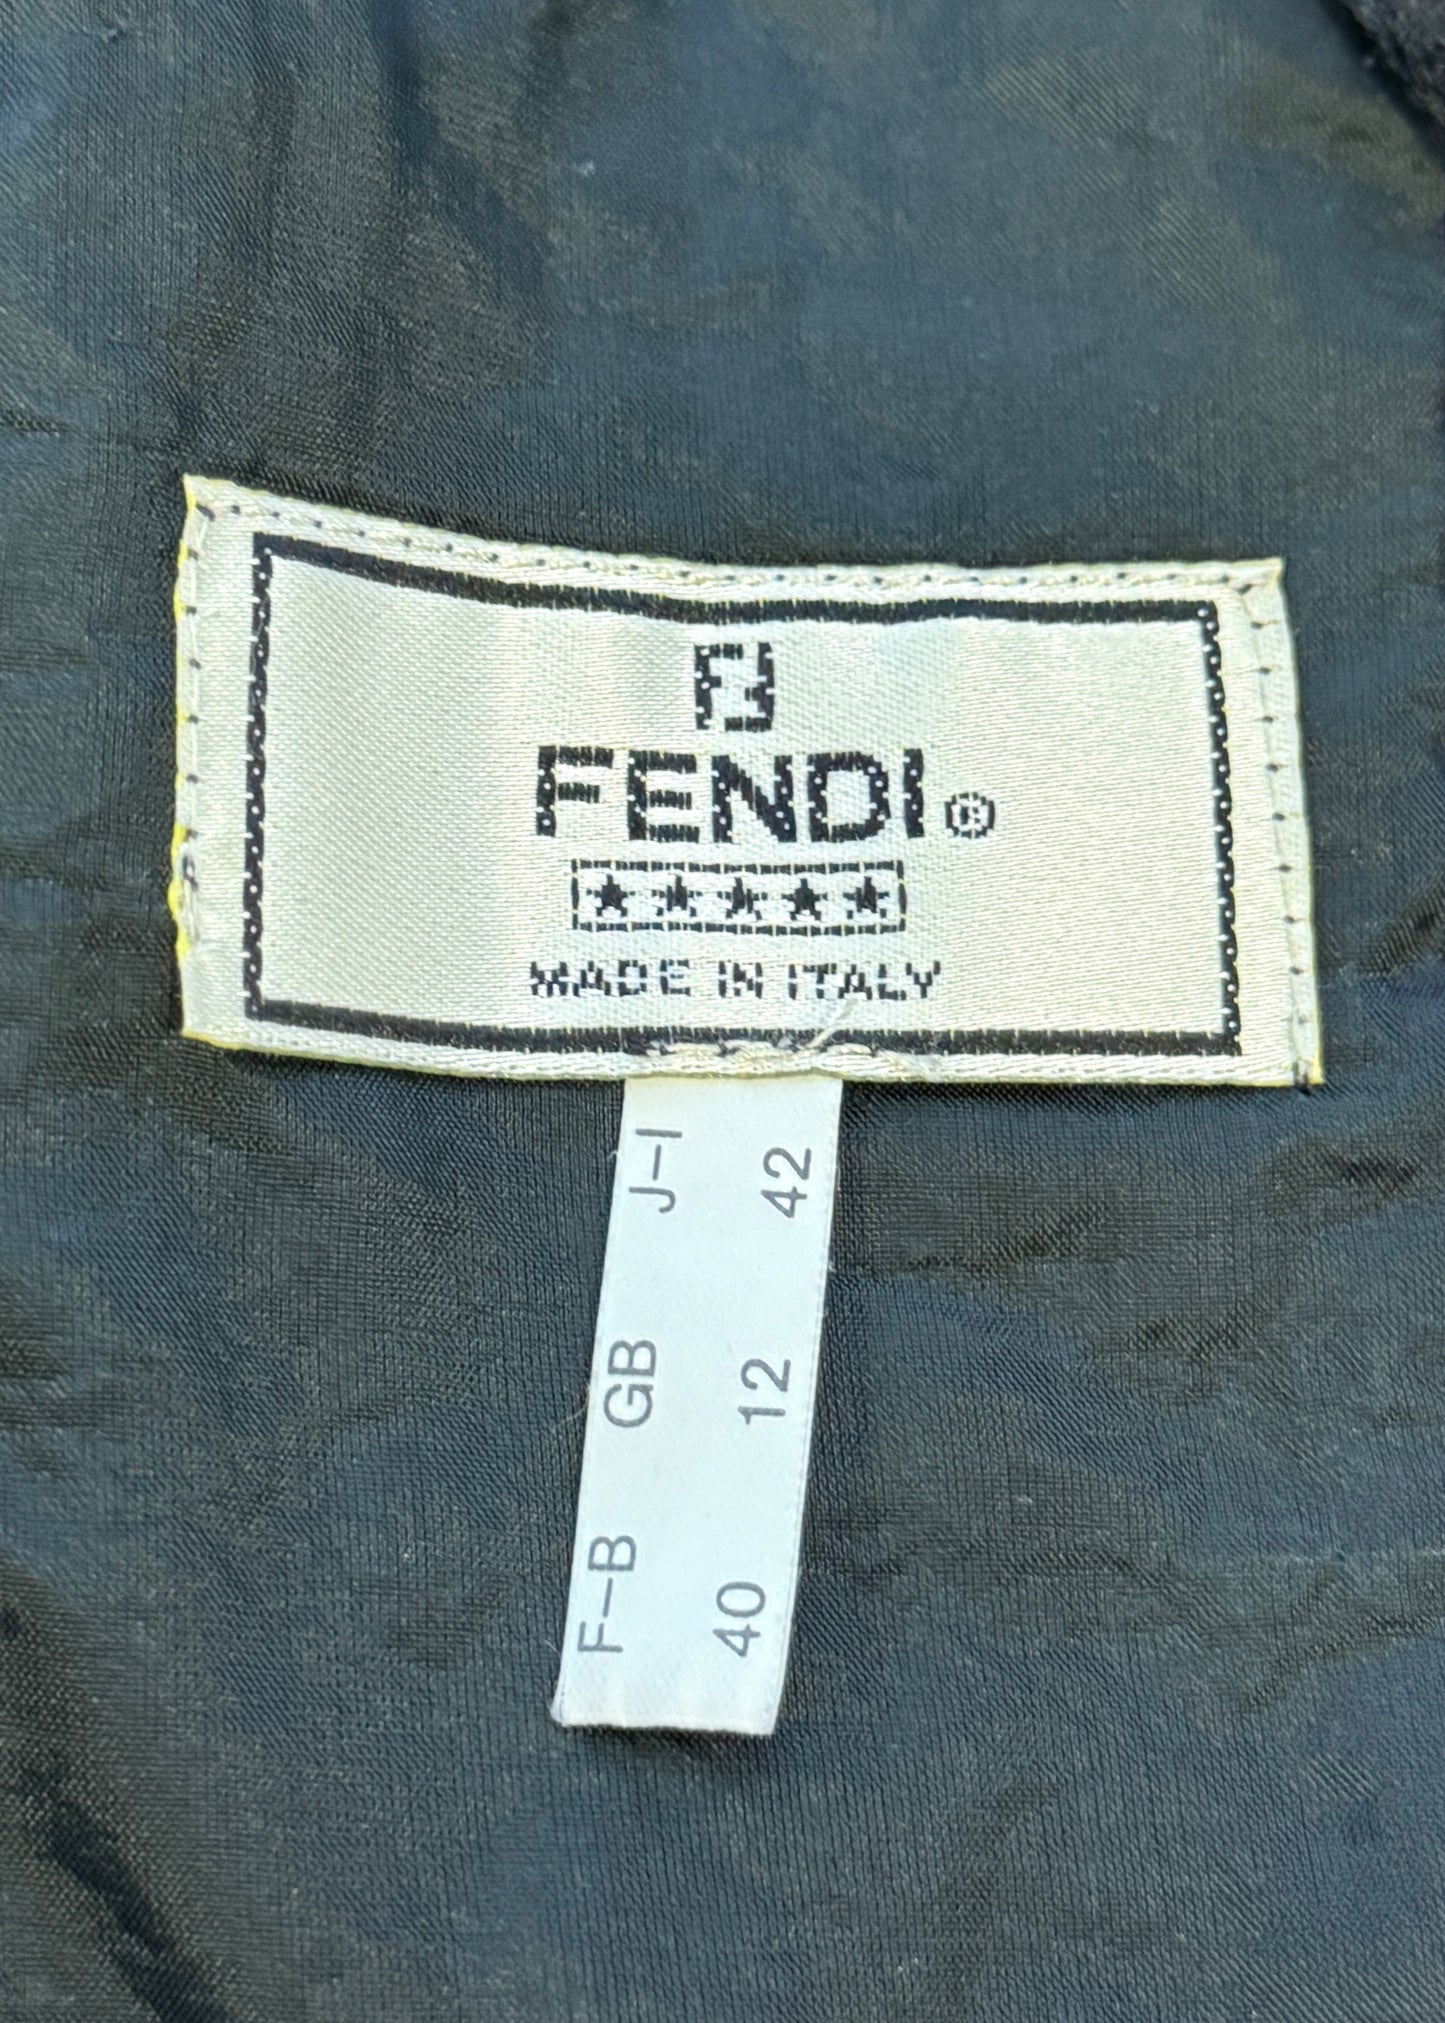 FENDI®
MADE IN ITALY
J–I 42
GB 12
F–B 40